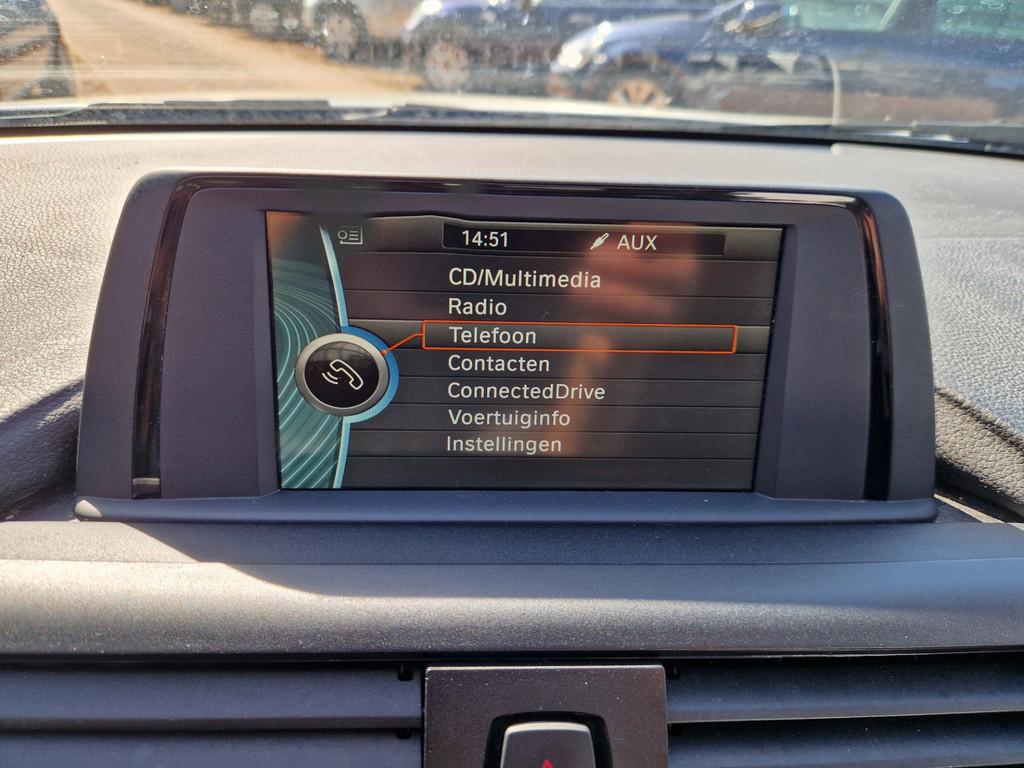 14:51 AUX
CD/Multimedia
Radio
Telefoon
Contacten
ConnectedDrive
Voertuiginfo
Instellingen